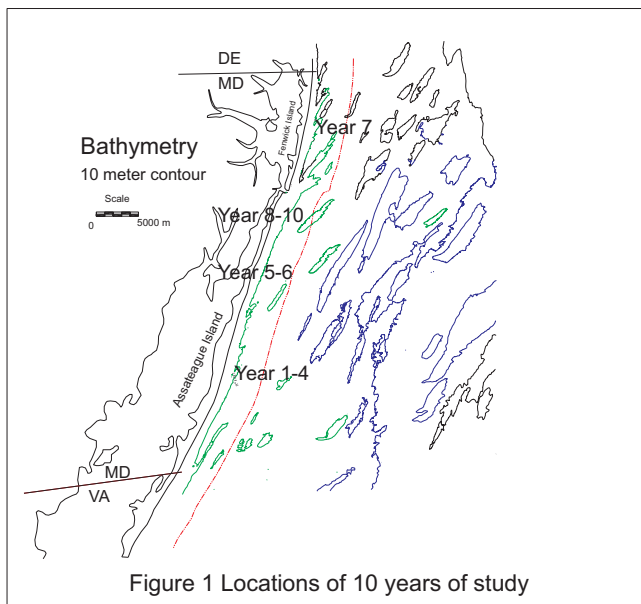 DE
MD
Fenwick Island
Year 7
Bathymetry
10 meter contour
Scale
0 5000 m
Year 8-10
Year 5-6
Assateague Island
Year 1-4
MD
VA
Figure 1 Locations of 10 years of study